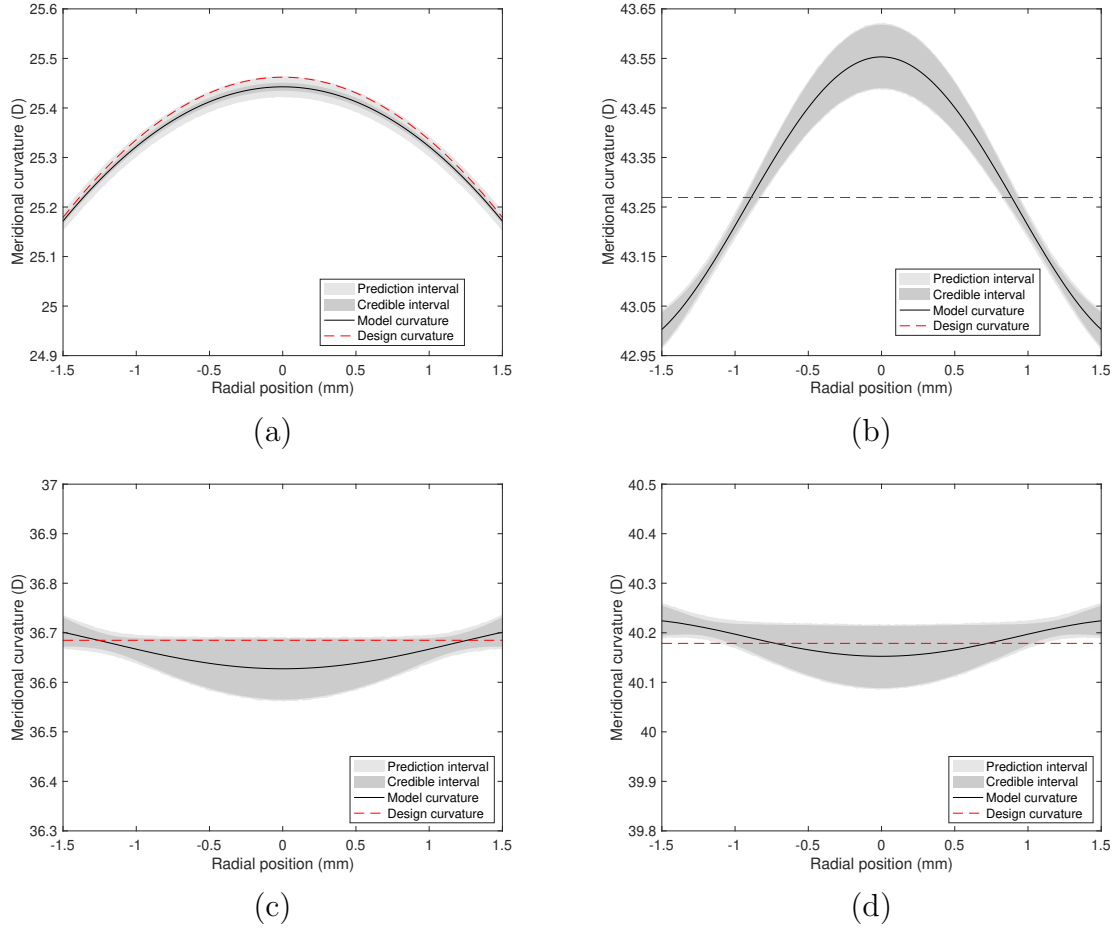 25.6
25.5
25.4
25.3
25.2
25.1
25
24.9
Meridional curvature (D)
Prediction interval
Credible interval
Model curvature
Design curvature
-1.5 -1 -0.5 0 0.5 1 1.5
Radial position (mm)
(a)
43.65
43.55
43.45
43.35
43.25
43.15
43.05
42.95
Meridional curvature (D)
Prediction interval
Credible interval
Model curvature
Design curvature
-1.5 -1 -0.5 0 0.5 1 1.5
Radial position (mm)
(b)
37
36.9
36.8
36.7
36.6
36.5
36.4
36.3
Meridional curvature (D)
Prediction interval
Credible interval
Model curvature
Design curvature
-1.5 -1 -0.5 0 0.5 1 1.5
Radial position (mm)
(c)
40.5
40.4
40.3
40.2
40.1
40
39.9
39.8
Meridional curvature (D)
Prediction interval
Credible interval
Model curvature
Design curvature
-1.5 -1 -0.5 0 0.5 1 1.5
Radial position (mm)
(d)